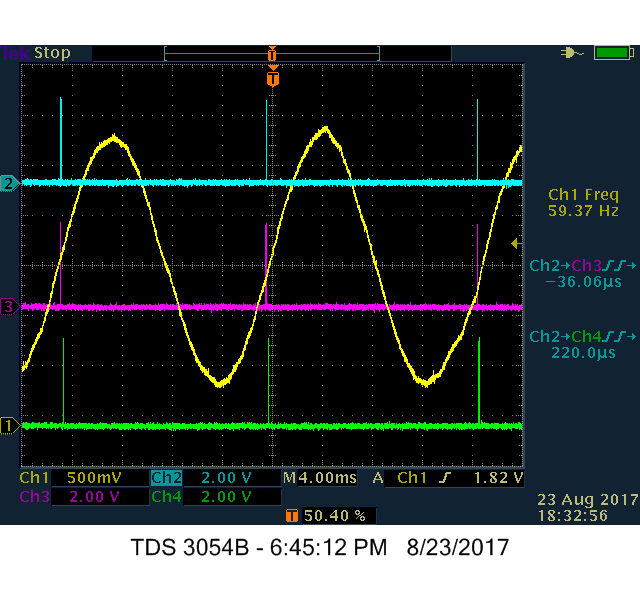 Tek Stop
T
T
2
3
1
Ch1 Freq
59.37 Hz
Ch2→Ch3⨍⨍→
−36.06µs
Ch2→Ch4⨍⨍→
220.0µs
Ch1 500mV Ch2 2.00 V M 4.00ms A Ch1 ⨍ 1.82 V
Ch3 2.00 V Ch4 2.00 V
T 50.40 %
23 Aug 2017
18:32:56
TDS 3054B - 6:45:12 PM 8/23/2017